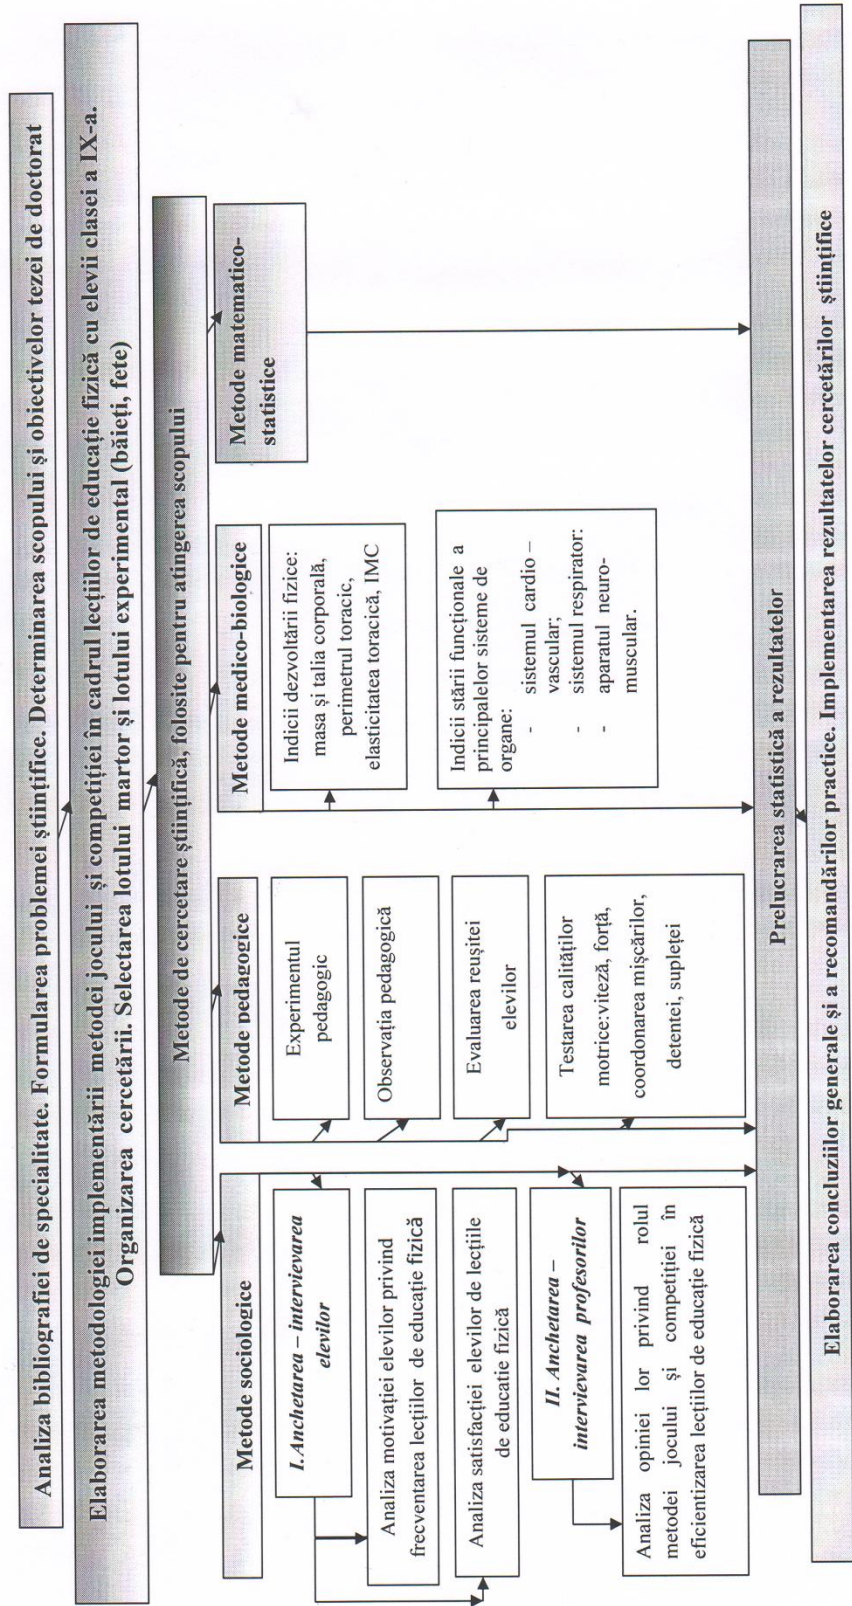 Analiza bibliografiei de specialitate. Formularea problemei științifice. Determinarea scopului și obiectivelor tezei de doctorat
Elaborarea metodologiei implementării metodei jocului și competiției în cadrul lecțiilor de educație fizică cu elevii clasei a IX-a.
Organizarea cercetării. Selectarea lotului martor și lotului experimental (băieți, fete)
Metode de cercetare științifică, folosite pentru atingerea scopului
Metode sociologice
I. Anchetarea – intervievarea
elevilor
Analiza motivației elevilor privind
frecventarea lecțiilor de educație fizică
Analiza satisfacției elevilor de lecțiile
de educatie fizică
II. Anchetarea –
intervievarea profesorilor
Analiza opiniei lor privind rolul
metodei jocului și competiției în
eficientizarea lecțiilor de educație fizică
Metode pedagogice
Experimentul
pedagogic
Observația pedagogică
Evaluarea reușitei
elevilor
Testarea calităților
motrice:viteză, forță,
coordonarea mișcărilor,
detentei, supleței
Metode medico-biologice
Indicii dezvoltării fizice:
masa și talia corporală,
perimetrul toracic,
elasticitatea toracică, IMC
Indicii stării funcționale a
principalelor sisteme de
organe:
- sistemul cardio –
vascular;
- sistemul respirator:
- aparatul neuro-
muscular.
Metode matematico-
statistice
Prelucrarea statistică a rezultatelor
Elaborarea concluziilor generale și a recomandărilor practice. Implementarea rezultatelor cercetărilor științifice